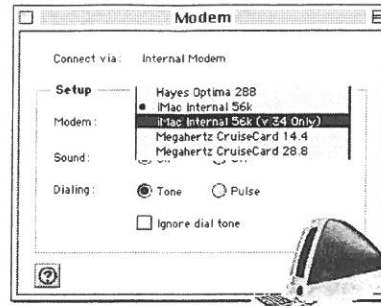 Modem
Connect via: Internal Modem
Setup
Hayes Optima 288
iMac Internal 56k
Modem: iMac Internal 56k (v.34 Only)
Megahertz CruiseCard 14.4
Megahertz CruiseCard 28.8
Sound:
Dialing: Tone Pulse
Ignore dial tone
?